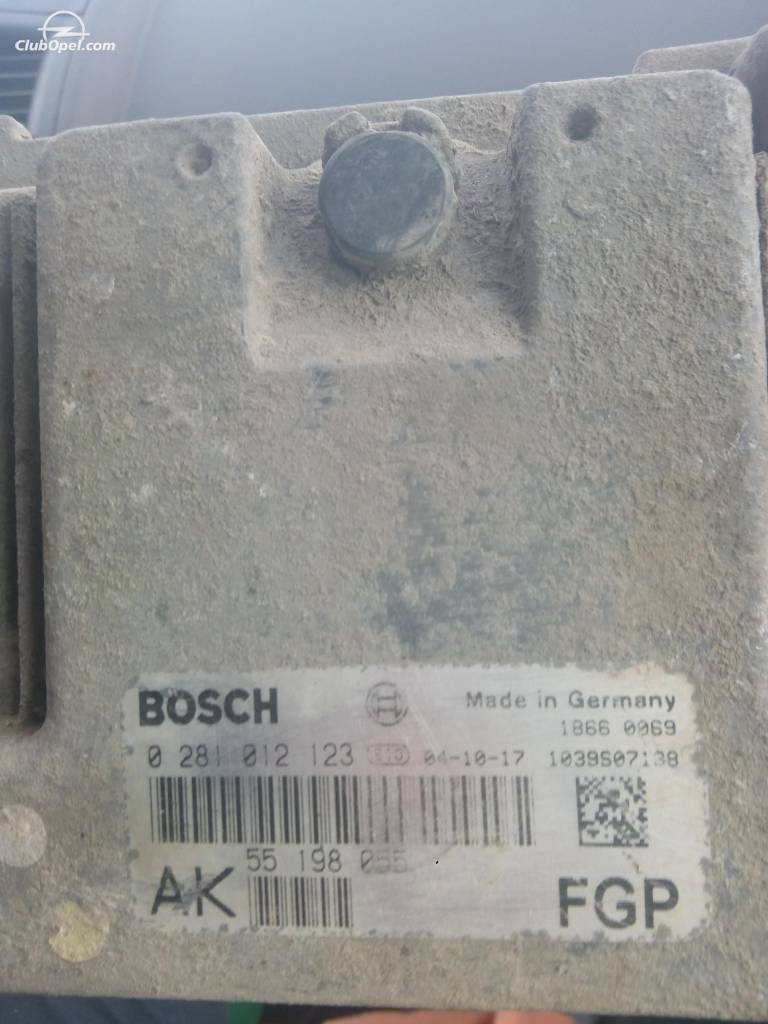 ClubOpel.com
BOSCH Made in Germany
1866 0069
0 281 012 123 04-10-17 1039S07138
55 198 055
AK FGP